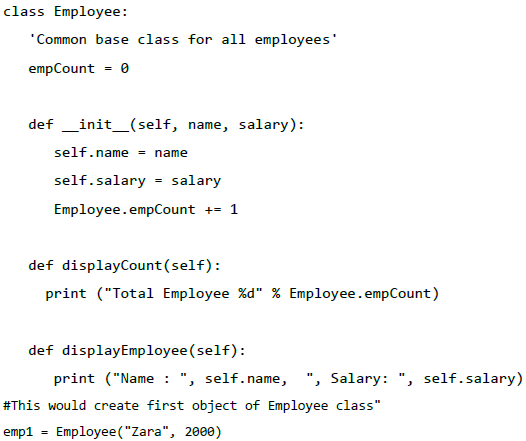 class Employee:
'Common base class for all employees'
empCount = 0
def __init__(self, name, salary):
self.name = name
self.salary = salary
Employee.empCount += 1
def displayCount(self):
print ("Total Employee %d" % Employee.empCount)
def displayEmployee(self):
print ("Name : ", self.name,  ", Salary: ", self.salary)
#This would create first object of Employee class"
emp1 = Employee("Zara", 2000)